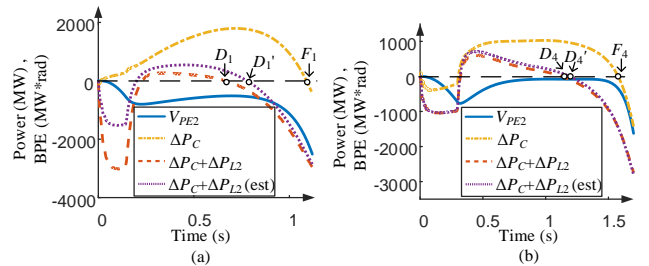 2000
0
-2000
-4000
Power (MW) ,
BPE (MW*rad)
D1
D1'
F1
VPE2
ΔPC
ΔPC+ΔPL2
ΔPC+ΔPL2 (est)
0
0.5
1
Time (s)
(a)
1000
0
-1000
-2000
-3000
Power (MW) ,
BPE (MW*rad)
D4
D4'
F4
VPE2
ΔPC
ΔPC+ΔPL2
ΔPC+ΔPL2 (est)
0
0.5
1
1.5
Time (s)
(b)